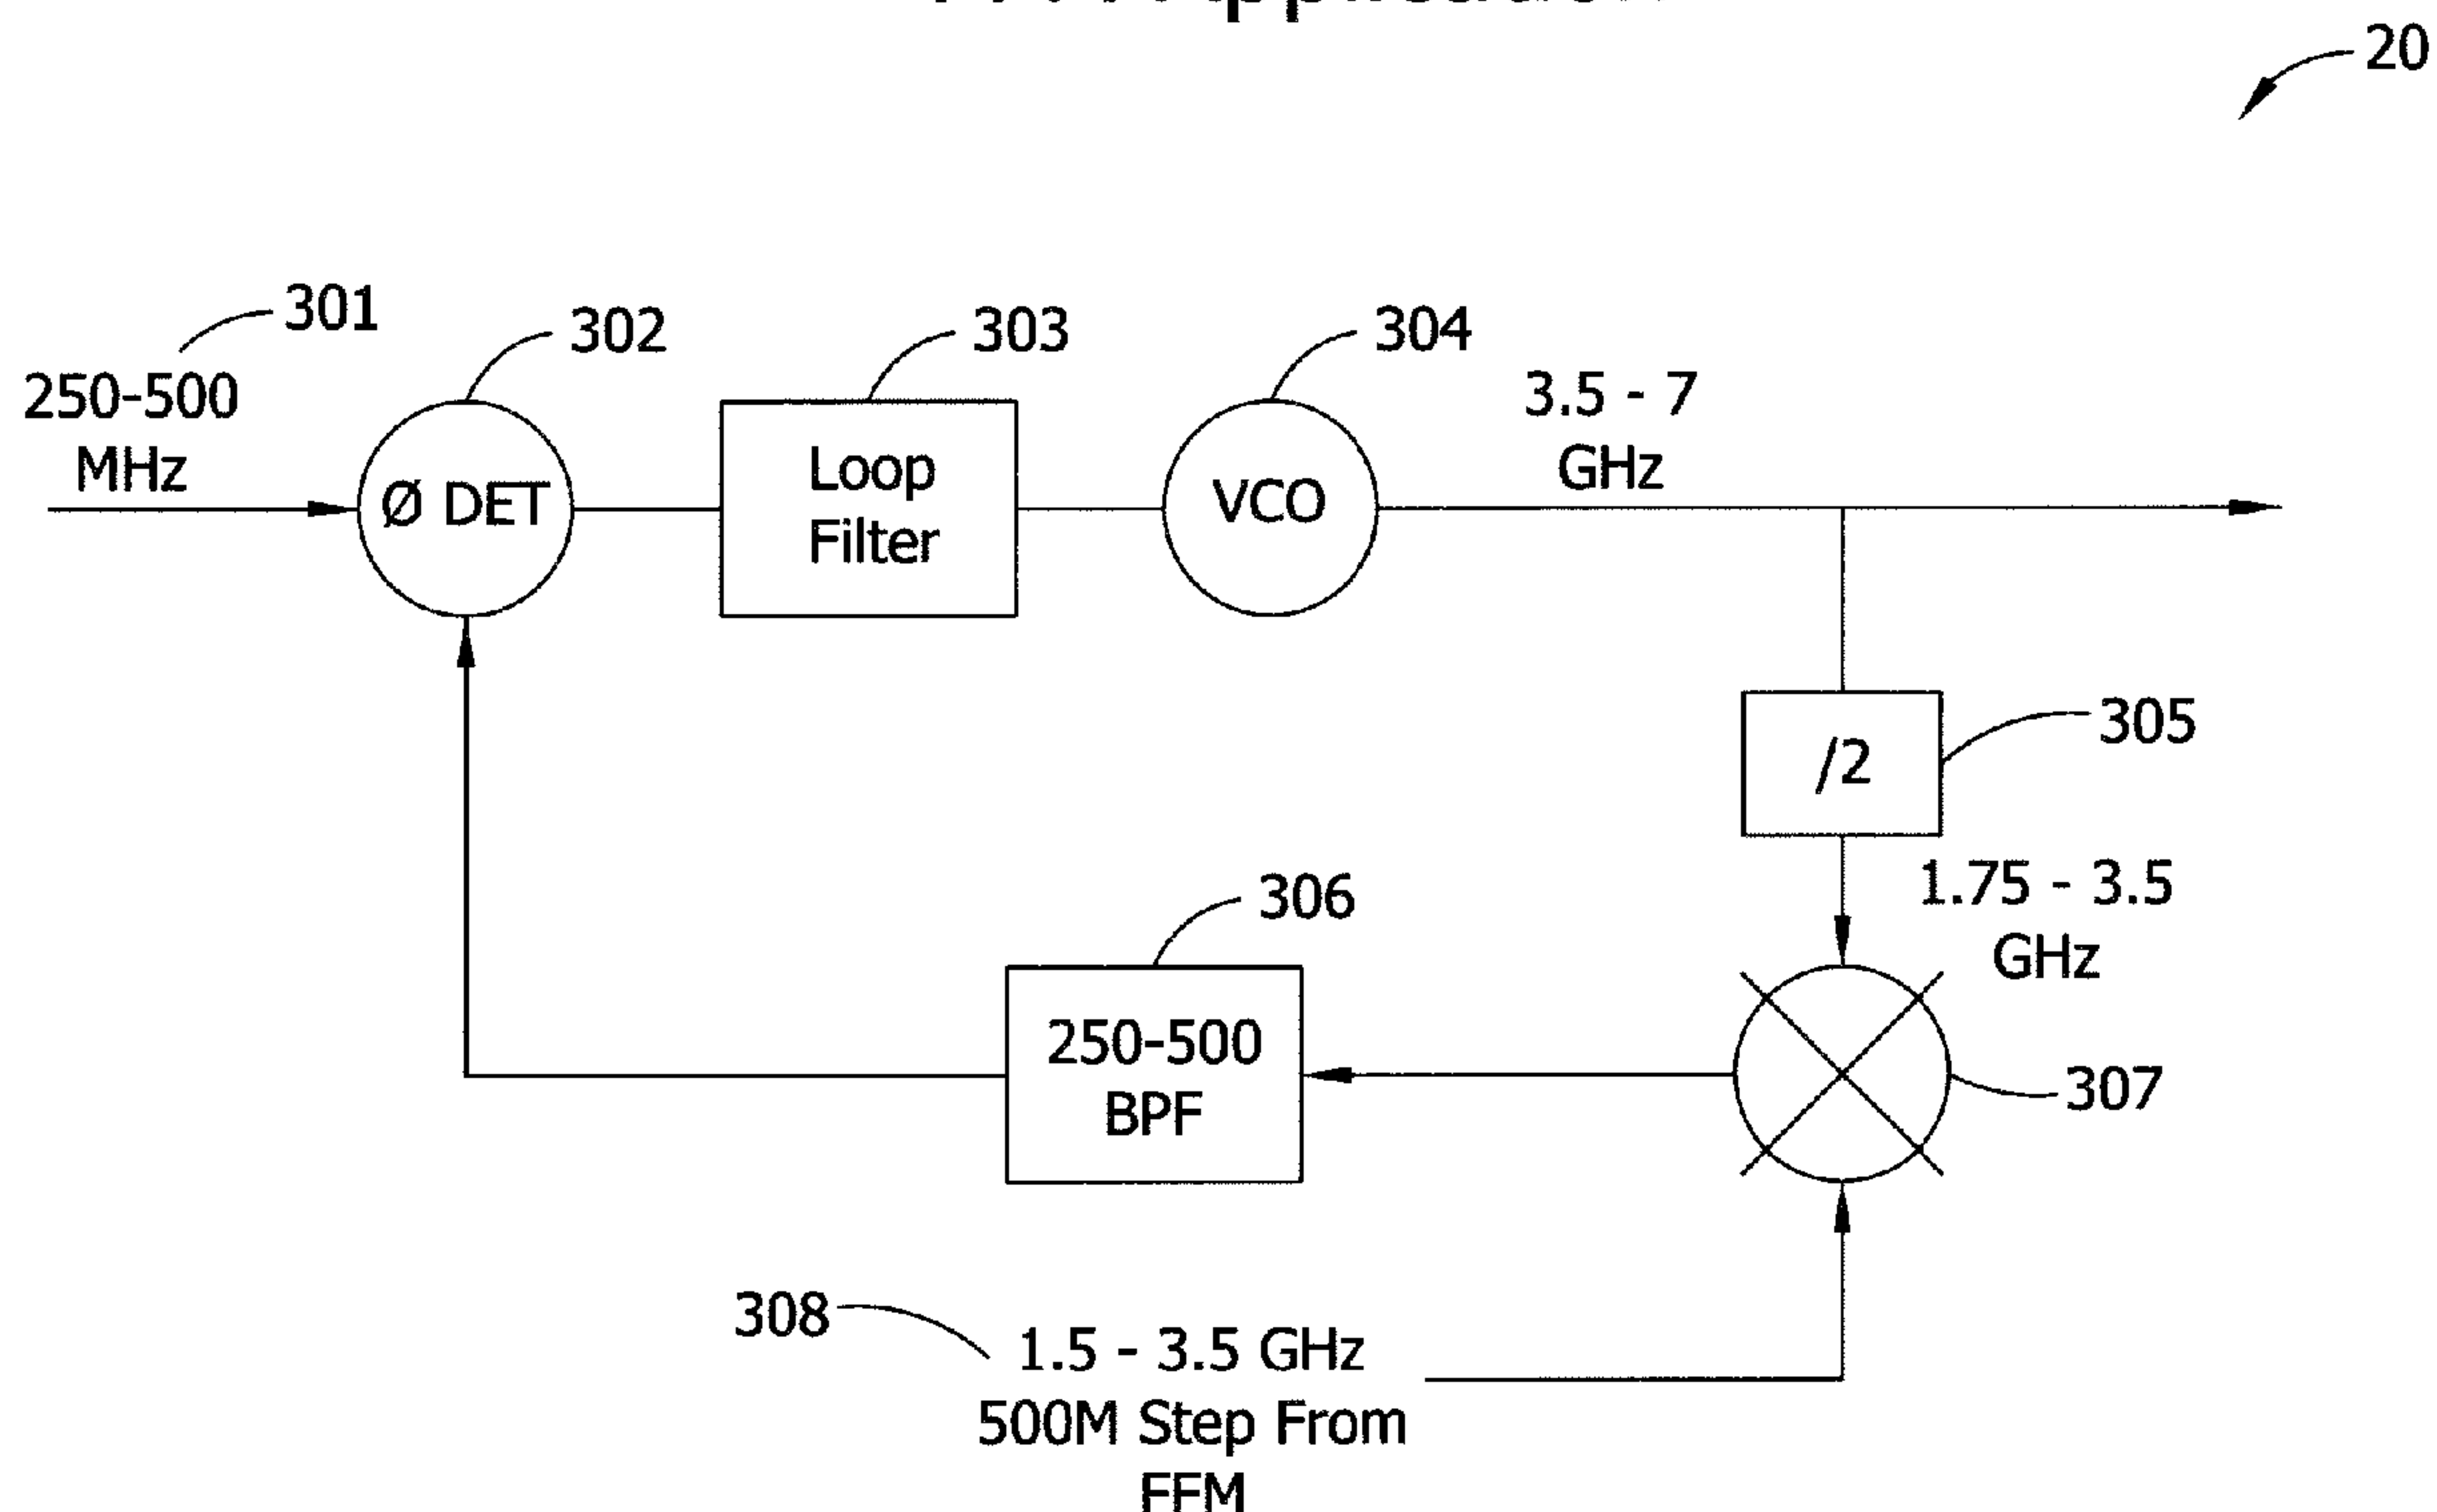 20
301
302
303
304
250-500
MHz
Ø DET
Loop
Filter
VCO
3.5 - 7
GHz
305
/2
1.75 - 3.5
GHz
306
250-500
BPF
307
308
1.5 - 3.5 GHz
500M Step From